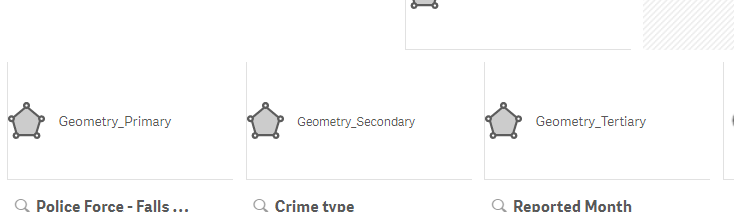 Geometry_Primary Geometry_Secondary Geometry_Tertiary
Police Force - Falls ... Crime type Reported Month